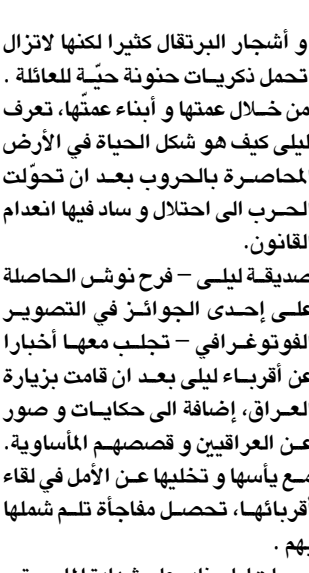 و أشجار البرتقال كثيرا لكنها لاتزال
تحمل ذكريات حنونة حيّة للعائلة .
من خلال عمتها و أبناء عمتّها، تعرف
ليلى كيف هو شكل الحياة في الأرض
المحاصرة بالحروب بعد ان تحوّلت
الحرب الى احتلال و ساد فيها انعدام
القانون.
صديقة ليلى – فرح نوش الحاصلة
على إحدى الجوائز في التصوير
الفوتوغرافي – تجلب معها أخبارا
عن أقرباء ليلى بعد ان قامت بزيارة
العراق، إضافة الى حكايات و صور
عن العراقيين و قصصهم المأساوية.
مع يأسها و تخليها عن الأمل في لقاء
أقربائها، تحصل مفاجأة تلم شملها
بهم .